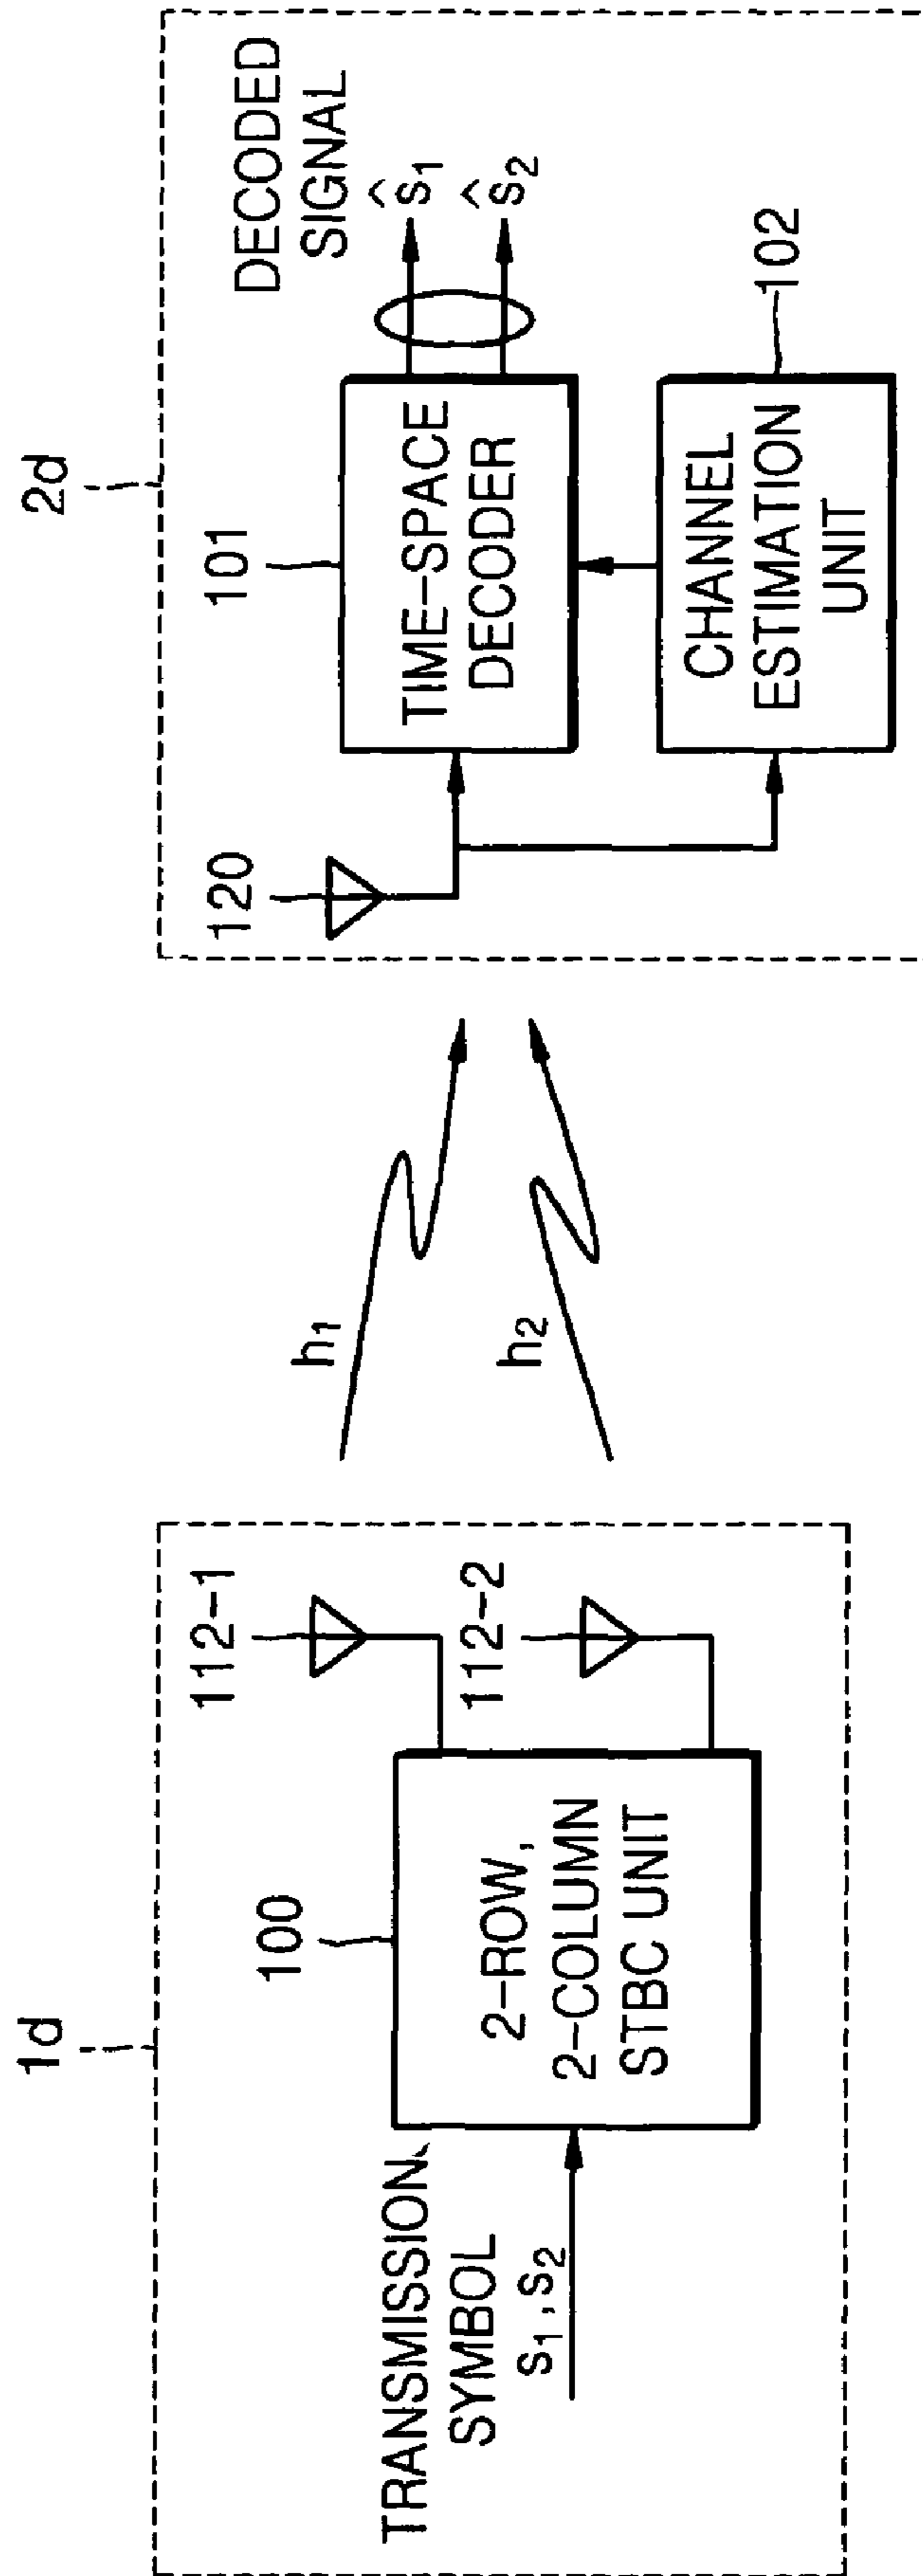 1d
TRANSMISSION
SYMBOL
s1, s2
100
2-ROW,
2-COLUMN
STBC UNIT
112-1
112-2
h1
h2
2d
120
101
TIME-SPACE
DECODER
CHANNEL
ESTIMATION
UNIT
102
DECODED
SIGNAL
ŝ1
ŝ2